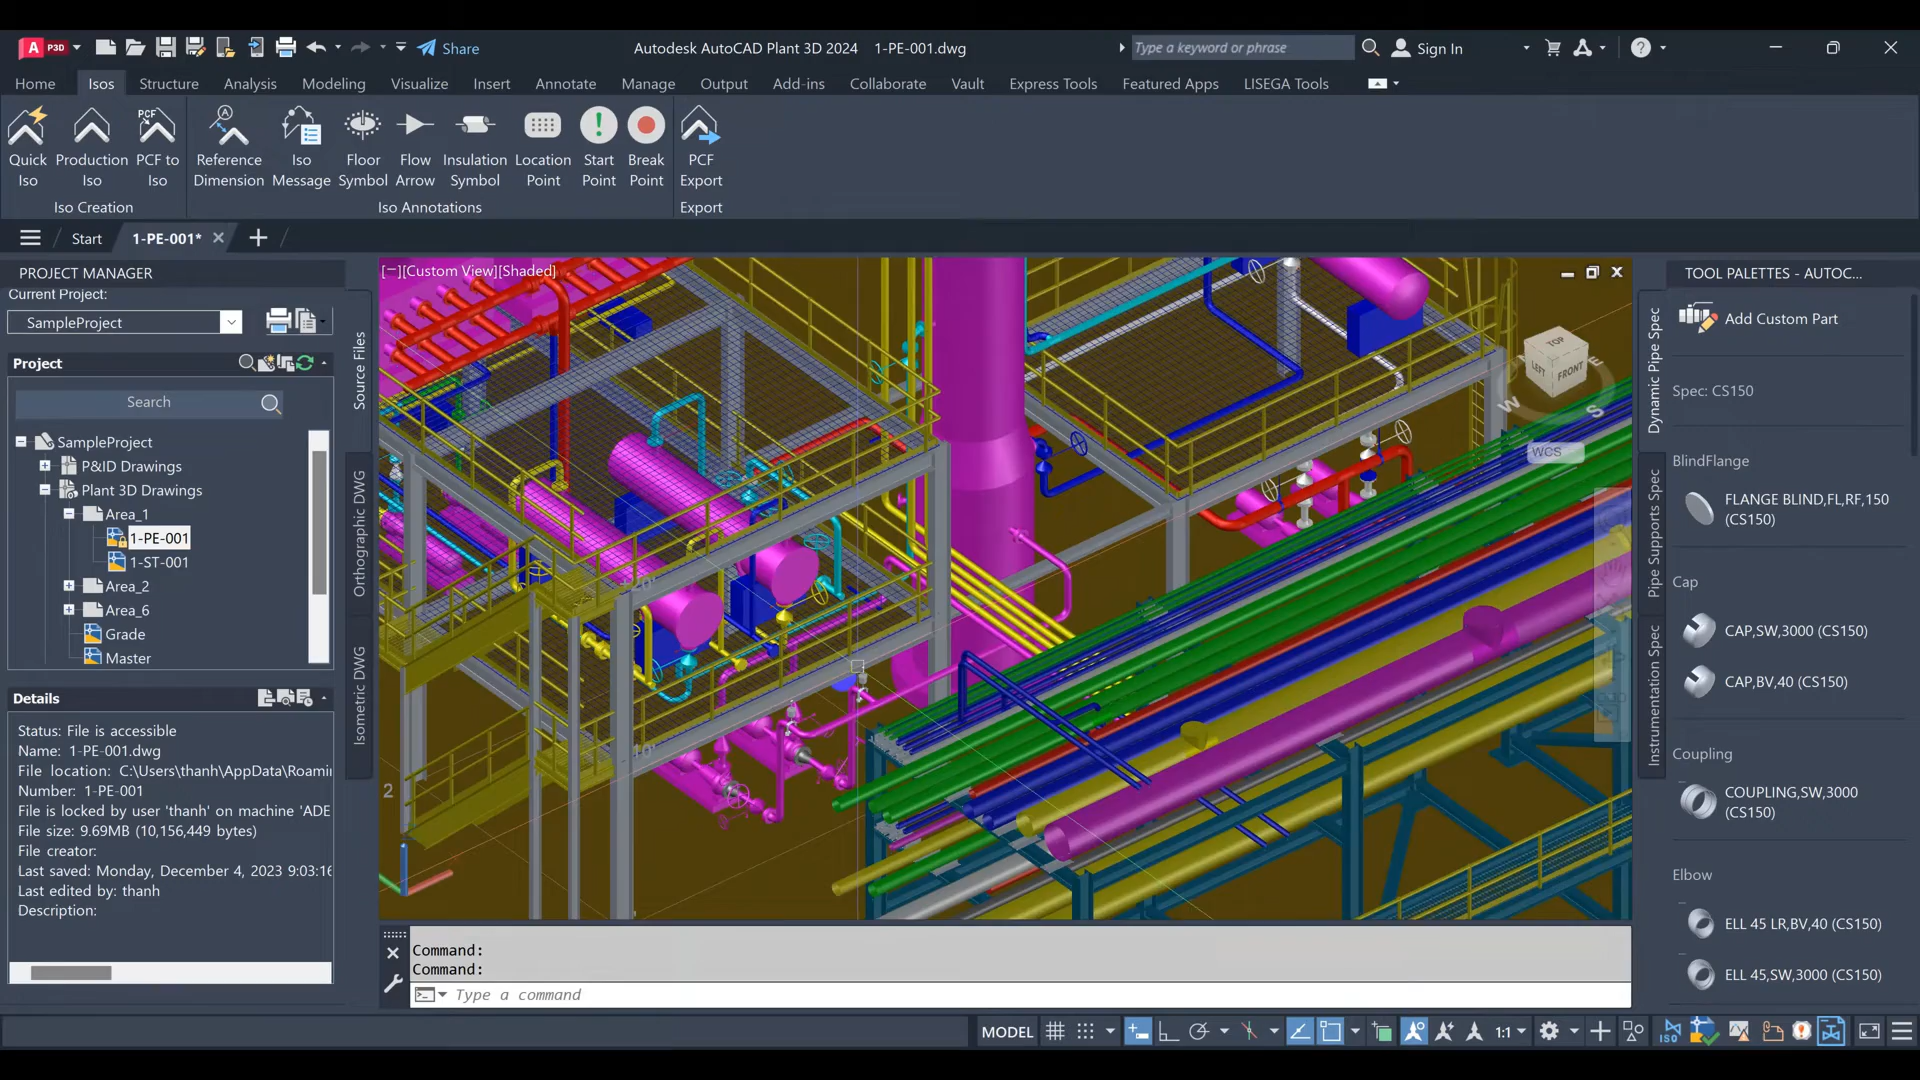 A P3D
Share
Autodesk AutoCAD Plant 3D 2024 1-PE-001.dwg
Type a keyword or phrase
Sign In
Home Isos Structure Analysis Modeling Visualize Insert Annotate Manage Output Add-ins Collaborate Vault Express Tools Featured Apps LISEGA Tools
PCF
Quick Iso
Production Iso
PCF to Iso
Reference Dimension
Iso Message
Floor Symbol
Flow Arrow
Insulation Symbol
Location Point
Start Point
Break Point
PCF Export
Iso Creation
Iso Annotations
Export
Start
1-PE-001*
PROJECT MANAGER
Current Project:
SampleProject
Project
Search
SampleProject
P&ID Drawings
Plant 3D Drawings
Area_1
1-PE-001
1-ST-001
Area_2
Area_6
Grade
Master
Details
Status: File is accessible
Name: 1-PE-001.dwg
File location: C:\Users\thanh\AppData\Roami
Number: 1-PE-001
File is locked by user 'thanh' on machine 'ADE
File size: 9.69MB (10,156,449 bytes)
File creator:
Last saved: Monday, December 4, 2023 9:03:16
Last edited by: thanh
Description:
Source Files
Orthographic DWG
Isometric DWG
[−][Custom View][Shaded]
TOP
LEFT
FRONT
W
S
E
WCS
2
Command:
Command:
Type a command
TOOL PALETTES - AUTOC...
Dynamic Pipe Spec
Pipe Supports Spec
Instrumentation Spec
Add Custom Part
Spec: CS150
BlindFlange
FLANGE BLIND,FL,RF,150
(CS150)
Cap
CAP,SW,3000 (CS150)
CAP,BV,40 (CS150)
Coupling
COUPLING,SW,3000
(CS150)
Elbow
ELL 45 LR,BV,40 (CS150)
ELL 45,SW,3000 (CS150)
MODEL
1:1
ISO